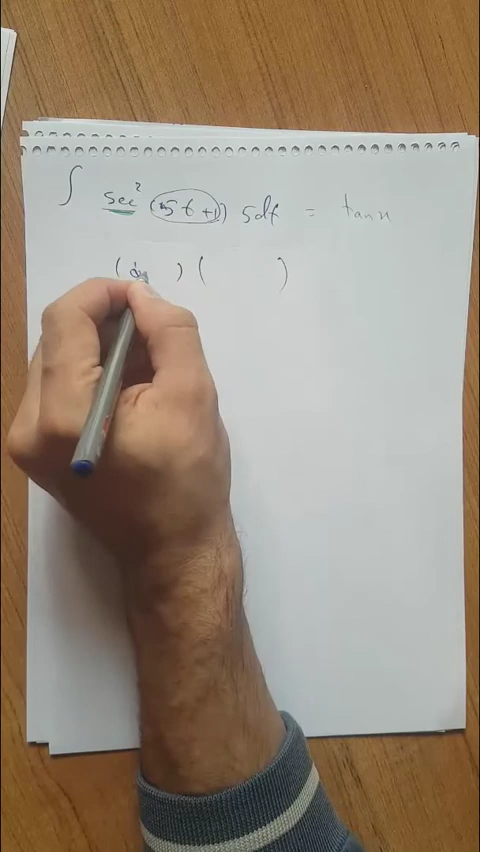 ∫ sec² (5t+1) 5dt = tan x
( ) ( )